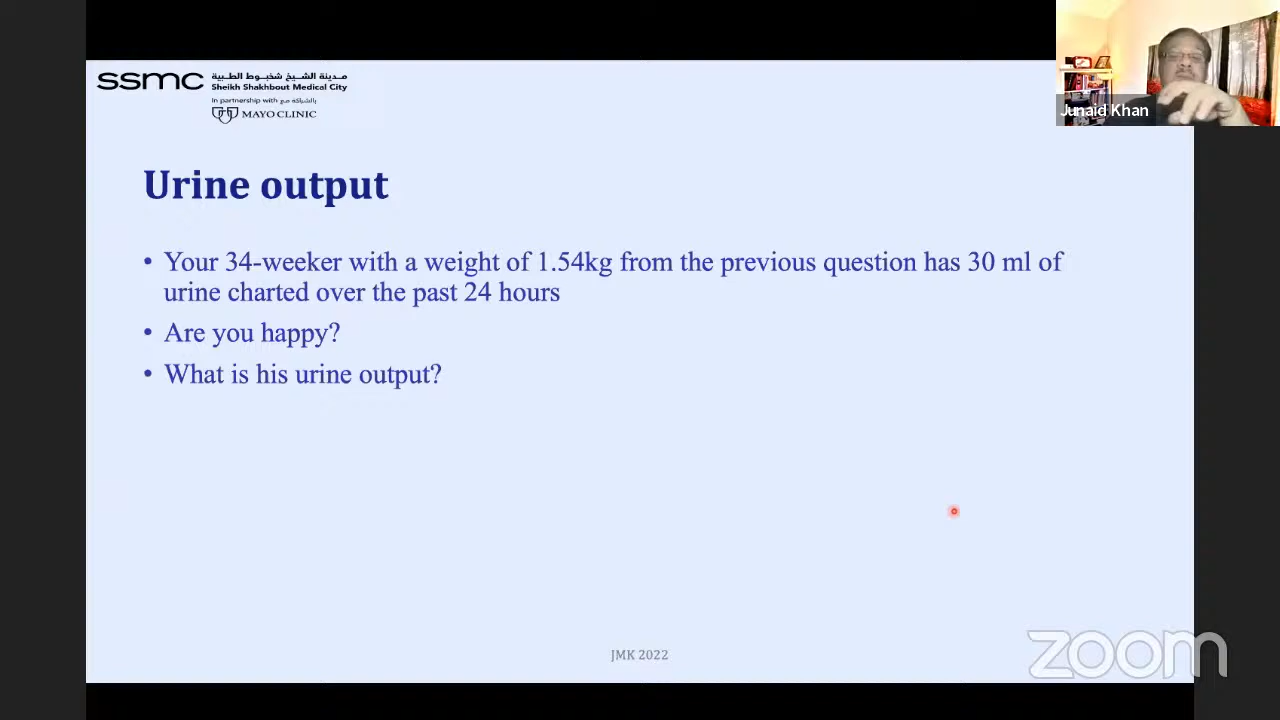 ssmc
مدينة الشيخ شخبوط الطبية
Sheikh Shakhbout Medical City
In partnership with بالشراكة مع
MAYO CLINIC
Junaid Khan
Urine output
• Your 34-weeker with a weight of 1.54kg from the previous question has 30 ml of
urine charted over the past 24 hours
• Are you happy?
• What is his urine output?
JMK 2022
zoom